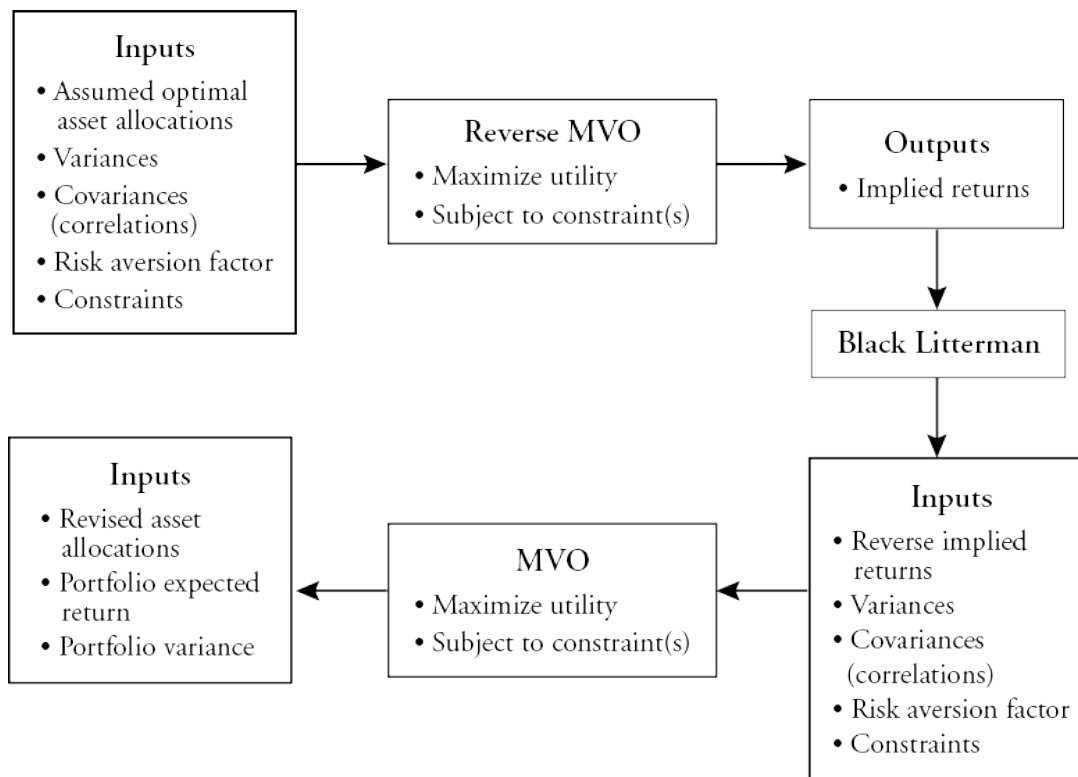 Inputs
• Assumed optimal
asset allocations
• Variances
• Covariances
(correlations)
• Risk aversion factor
• Constraints
Reverse MVO
• Maximize utility
• Subject to constraint(s)
Outputs
• Implied returns
Black Litterman
Inputs
• Reverse implied
returns
• Variances
• Covariances
(correlations)
• Risk aversion factor
• Constraints
MVO
• Maximize utility
• Subject to constraint(s)
Inputs
• Revised asset
allocations
• Portfolio expected
return
• Portfolio variance